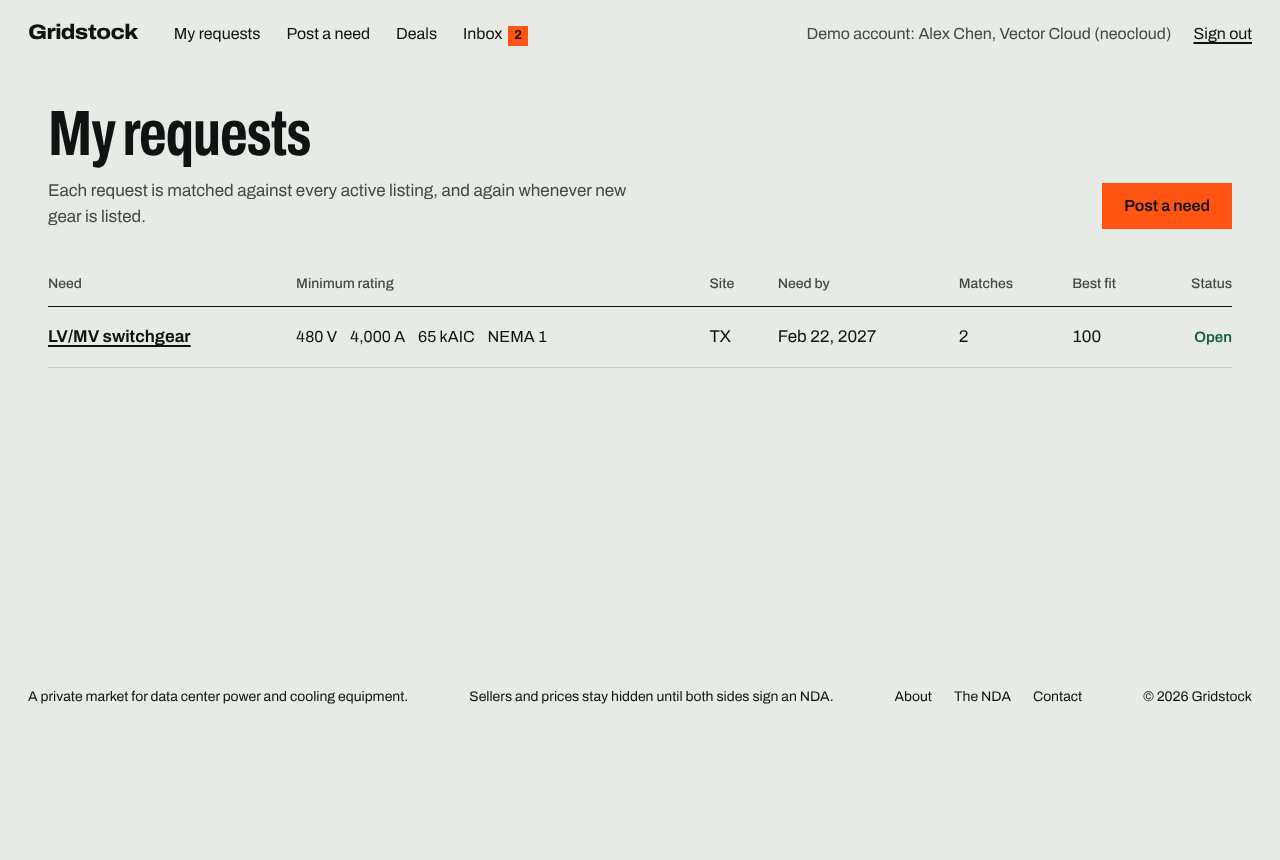 Gridstock My requests Post a need Deals Inbox 2 Demo account: Alex Chen, Vector Cloud (neocloud) Sign out
My requests
Each request is matched against every active listing, and again whenever new
gear is listed.
Post a need
Need Minimum rating Site Need by Matches Best fit Status
LV/MV switchgear 480 V 4,000 A 65 kAIC NEMA 1 TX Feb 22, 2027 2 100 Open
A private market for data center power and cooling equipment. Sellers and prices stay hidden until both sides sign an NDA. About The NDA Contact © 2026 Gridstock